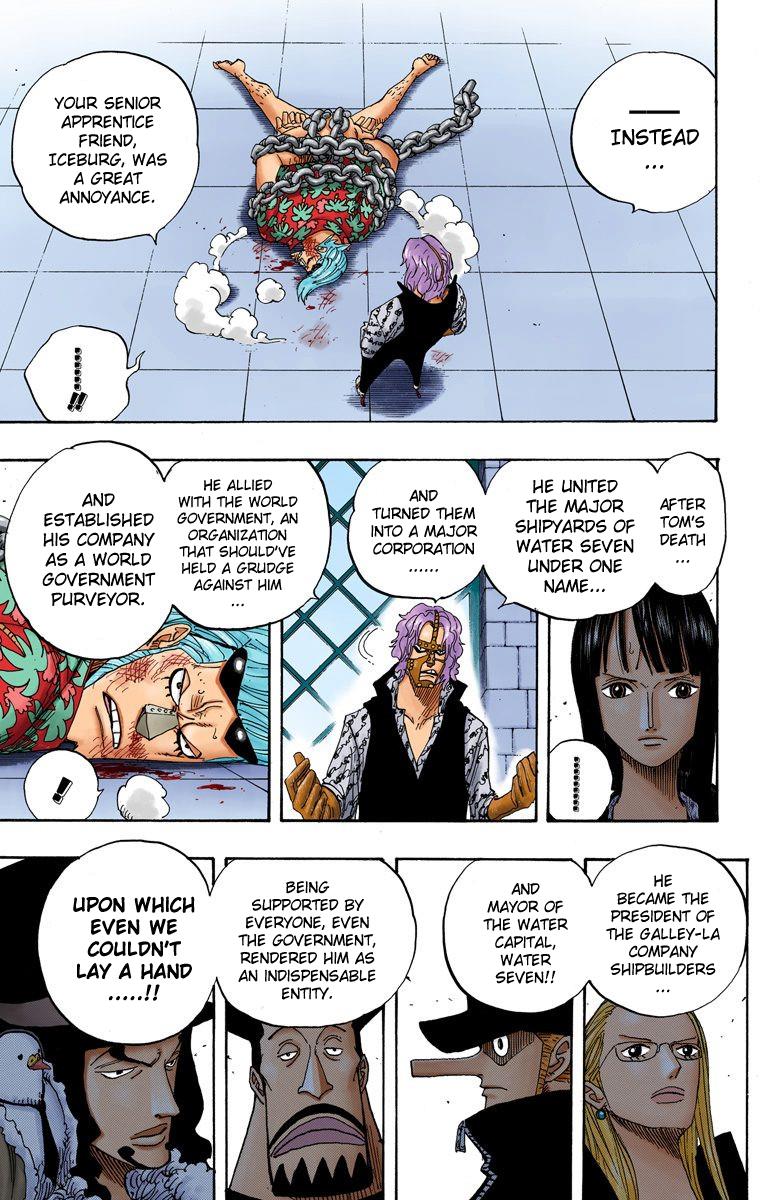 ━━
INSTEAD
...
YOUR SENIOR
APPRENTICE
FRIEND,
ICEBURG, WAS
A GREAT
ANNOYANCE.
......!!
AFTER
TOM'S
DEATH
...
HE UNITED
THE MAJOR
SHIPYARDS OF
WATER SEVEN
UNDER ONE
NAME...
......
AND
TURNED THEM
INTO A MAJOR
CORPORATION
......
HE ALLIED
WITH THE WORLD
GOVERNMENT, AN
ORGANIZATION
THAT SHOULD'VE
HELD A GRUDGE
AGAINST HIM
...
AND
ESTABLISHED
HIS COMPANY
AS A WORLD
GOVERNMENT
PURVEYOR.
!
HE
BECAME THE
PRESIDENT OF
THE GALLEY-LA
COMPANY
SHIPBUILDERS
...
AND
MAYOR OF
THE WATER
CAPITAL,
WATER
SEVEN!!
BEING
SUPPORTED BY
EVERYONE, EVEN
THE GOVERNMENT,
RENDERED HIM AS
AN INDISPENSABLE
ENTITY.
UPON WHICH
EVEN WE
COULDN'T
LAY A HAND
.....!!